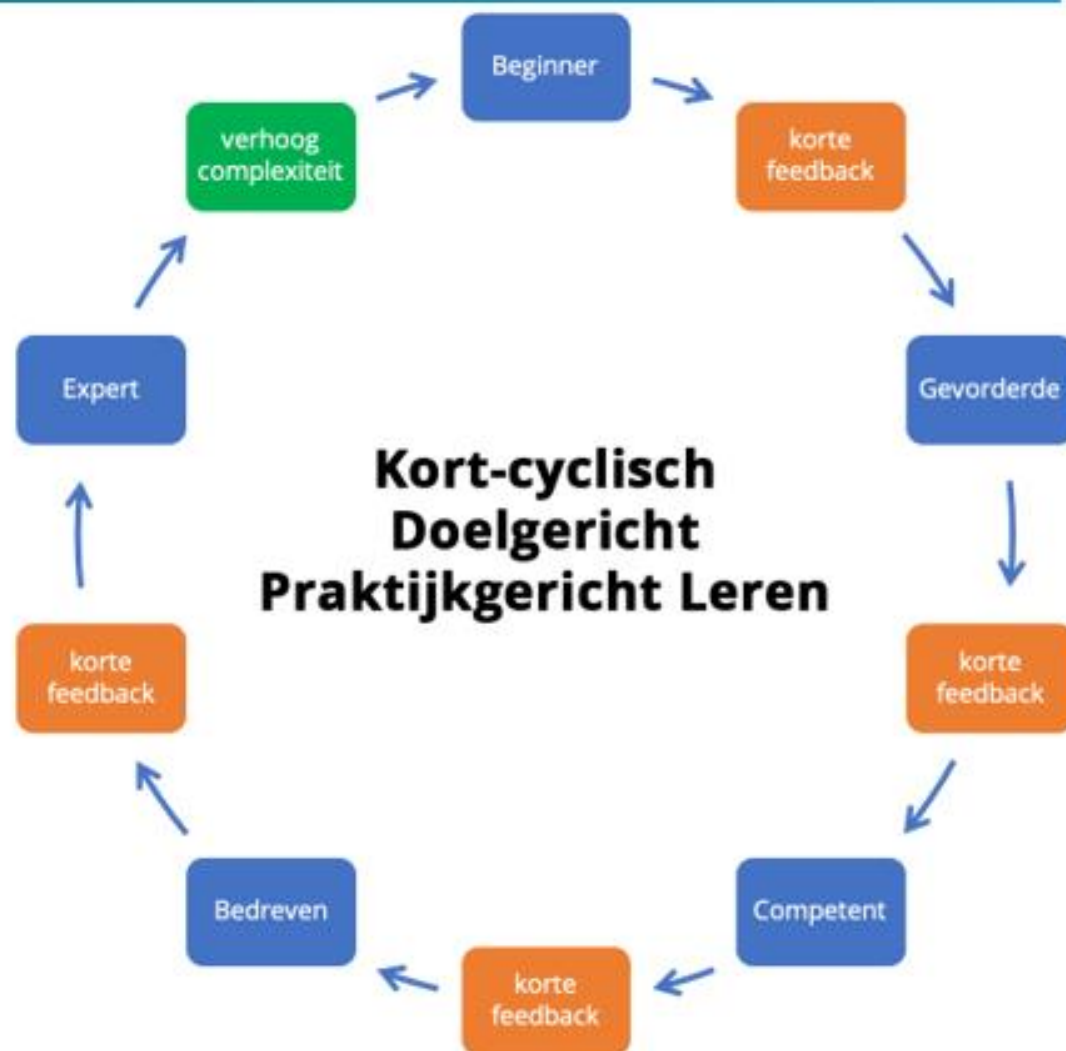 Beginner
korte
feedback
Gevorderde
korte
feedback
Competent
korte
feedback
Bedreven
korte
feedback
Expert
verhoog
complexiteit
Kort-cyclisch
Doelgericht
Praktijkgericht Leren